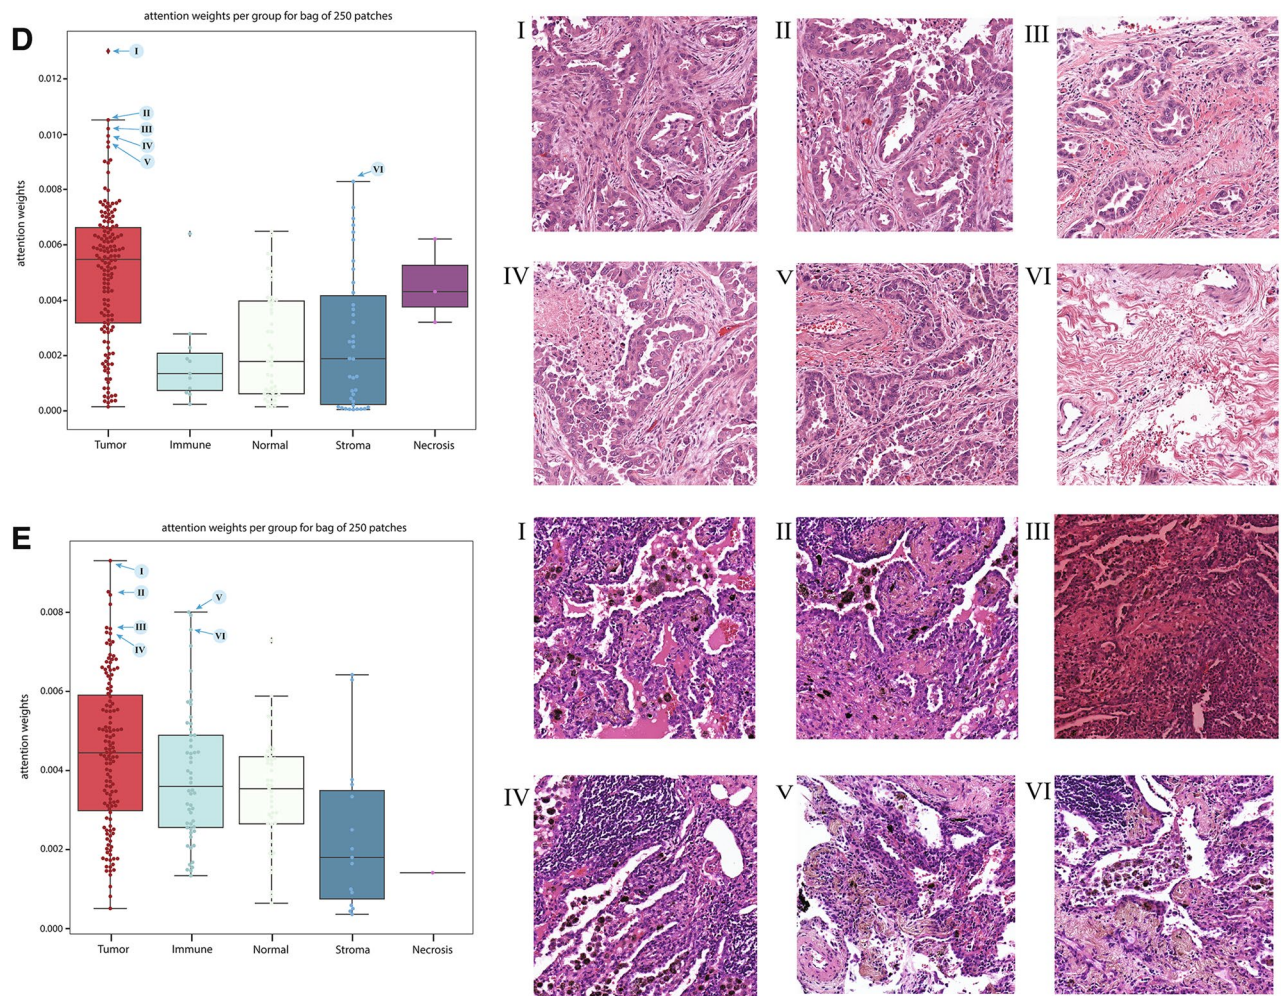 D
attention weights per group for bag of 250 patches
attention weights
0.012
0.010
0.008
0.006
0.004
0.002
0.000
I
II
III
IV
V
VI
Tumor Immune Normal Stroma Necrosis
I
II
III
IV
V
VI
E
attention weights per group for bag of 250 patches
attention weights
0.008
0.006
0.004
0.002
0.000
I
II
III
IV
V
VI
Tumor Immune Normal Stroma Necrosis
I
II
III
IV
V
VI